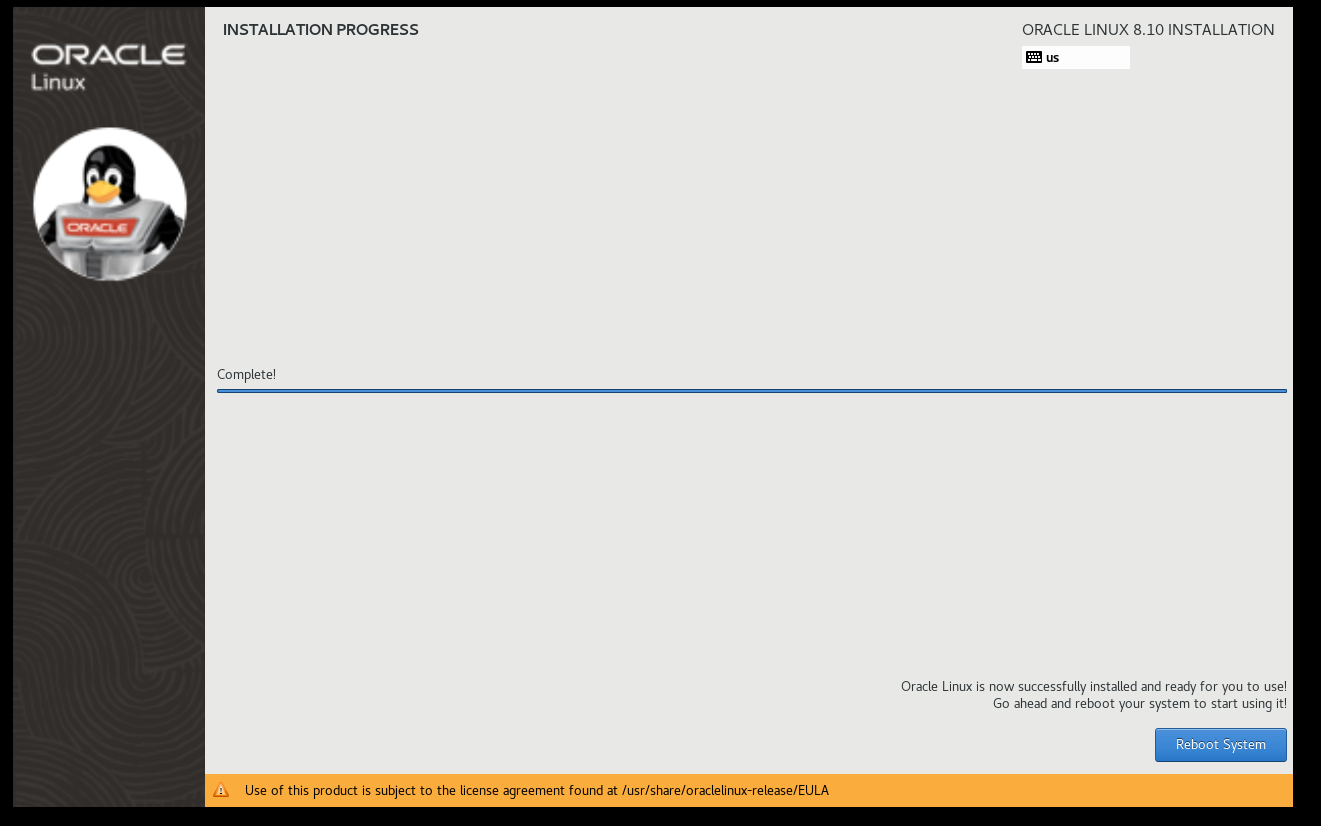 ORACLE
Linux
ORACLE
INSTALLATION PROGRESS
ORACLE LINUX 8.10 INSTALLATION
us
Complete!
Oracle Linux is now successfully installed and ready for you to use!
Go ahead and reboot your system to start using it!
Reboot System
Use of this product is subject to the license agreement found at /usr/share/oraclelinux-release/EULA